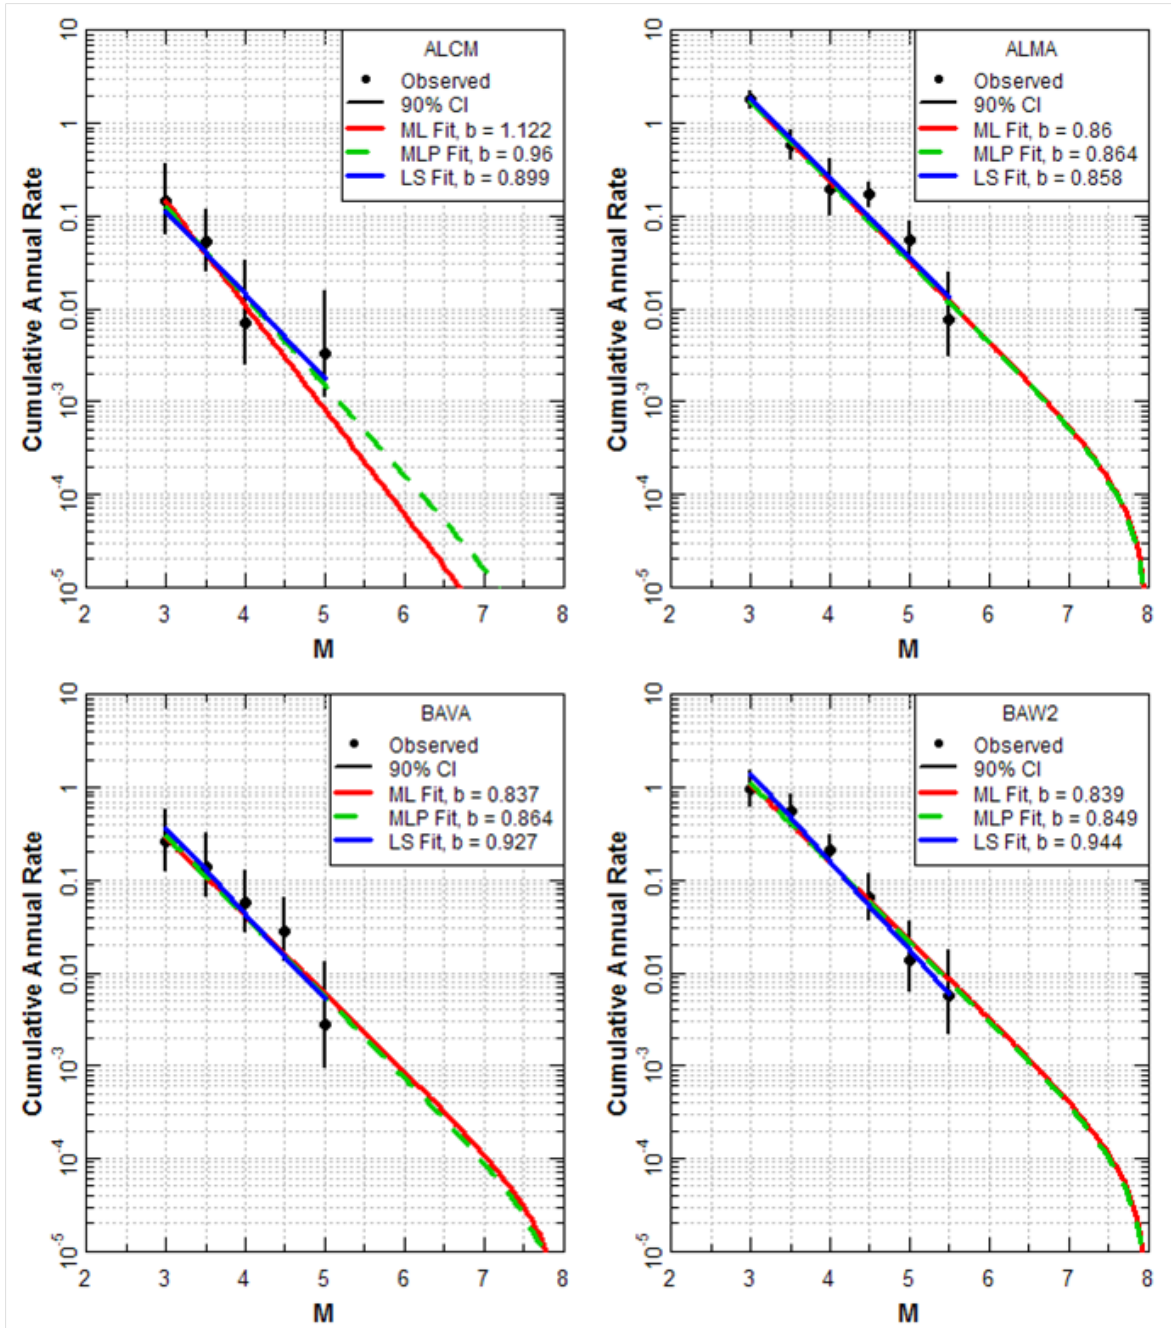 ALCM
Observed
90% CI
ML Fit, b = 1.122
MLP Fit, b = 0.96
LS Fit, b = 0.899
10
1
0.1
0.01
10-3
10-4
10-5
Cumulative Annual Rate
2 3 4 5 6 7 8
M
ALMA
Observed
90% CI
ML Fit, b = 0.86
MLP Fit, b = 0.864
LS Fit, b = 0.858
10
1
0.1
0.01
10-3
10-4
10-5
Cumulative Annual Rate
2 3 4 5 6 7 8
M
BAVA
Observed
90% CI
ML Fit, b = 0.837
MLP Fit, b = 0.864
LS Fit, b = 0.927
10
1
0.1
0.01
10-3
10-4
10-5
Cumulative Annual Rate
2 3 4 5 6 7 8
M
BAW2
Observed
90% CI
ML Fit, b = 0.839
MLP Fit, b = 0.849
LS Fit, b = 0.944
10
1
0.1
0.01
10-3
10-4
10-5
Cumulative Annual Rate
2 3 4 5 6 7 8
M